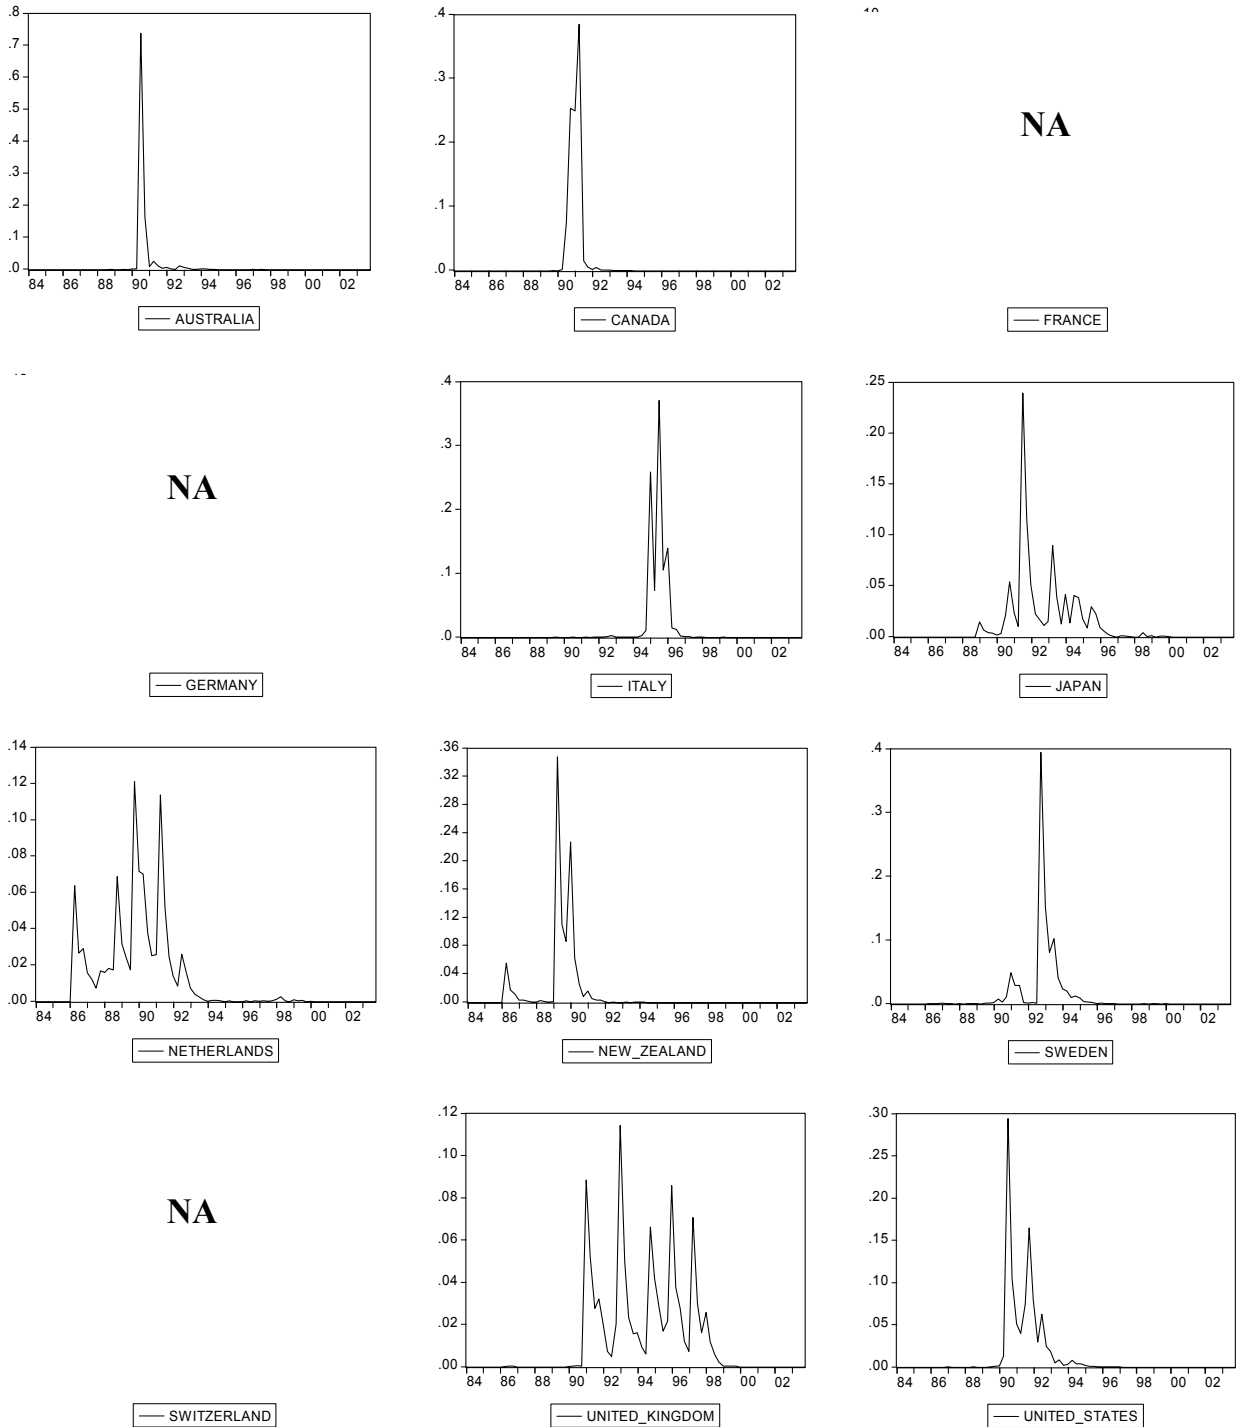 .8
.7
.6
.5
.4
.3
.2
.1
.0
84 86 88 90 92 94 96 98 00 02
AUSTRALIA
.4
.3
.2
.1
.0
84 86 88 90 92 94 96 98 00 02
CANADA
NA
FRANCE
NA
GERMANY
.4
.3
.2
.1
.0
84 86 88 90 92 94 96 98 00 02
ITALY
.25
.20
.15
.10
.05
.00
84 86 88 90 92 94 96 98 00 02
JAPAN
.14
.12
.10
.08
.06
.04
.02
.00
84 86 88 90 92 94 96 98 00 02
NETHERLANDS
.36
.32
.28
.24
.20
.16
.12
.08
.04
.00
84 86 88 90 92 94 96 98 00 02
NEW_ZEALAND
.4
.3
.2
.1
.0
84 86 88 90 92 94 96 98 00 02
SWEDEN
NA
SWITZERLAND
.12
.10
.08
.06
.04
.02
.00
84 86 88 90 92 94 96 98 00 02
UNITED_KINGDOM
.30
.25
.20
.15
.10
.05
.00
84 86 88 90 92 94 96 98 00 02
UNITED_STATES